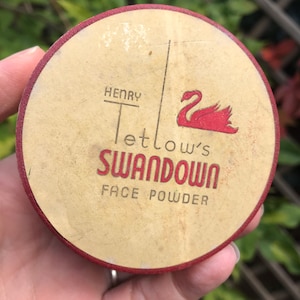 HENRY
Tetlow's
SWANDOWN
FACE POWDER